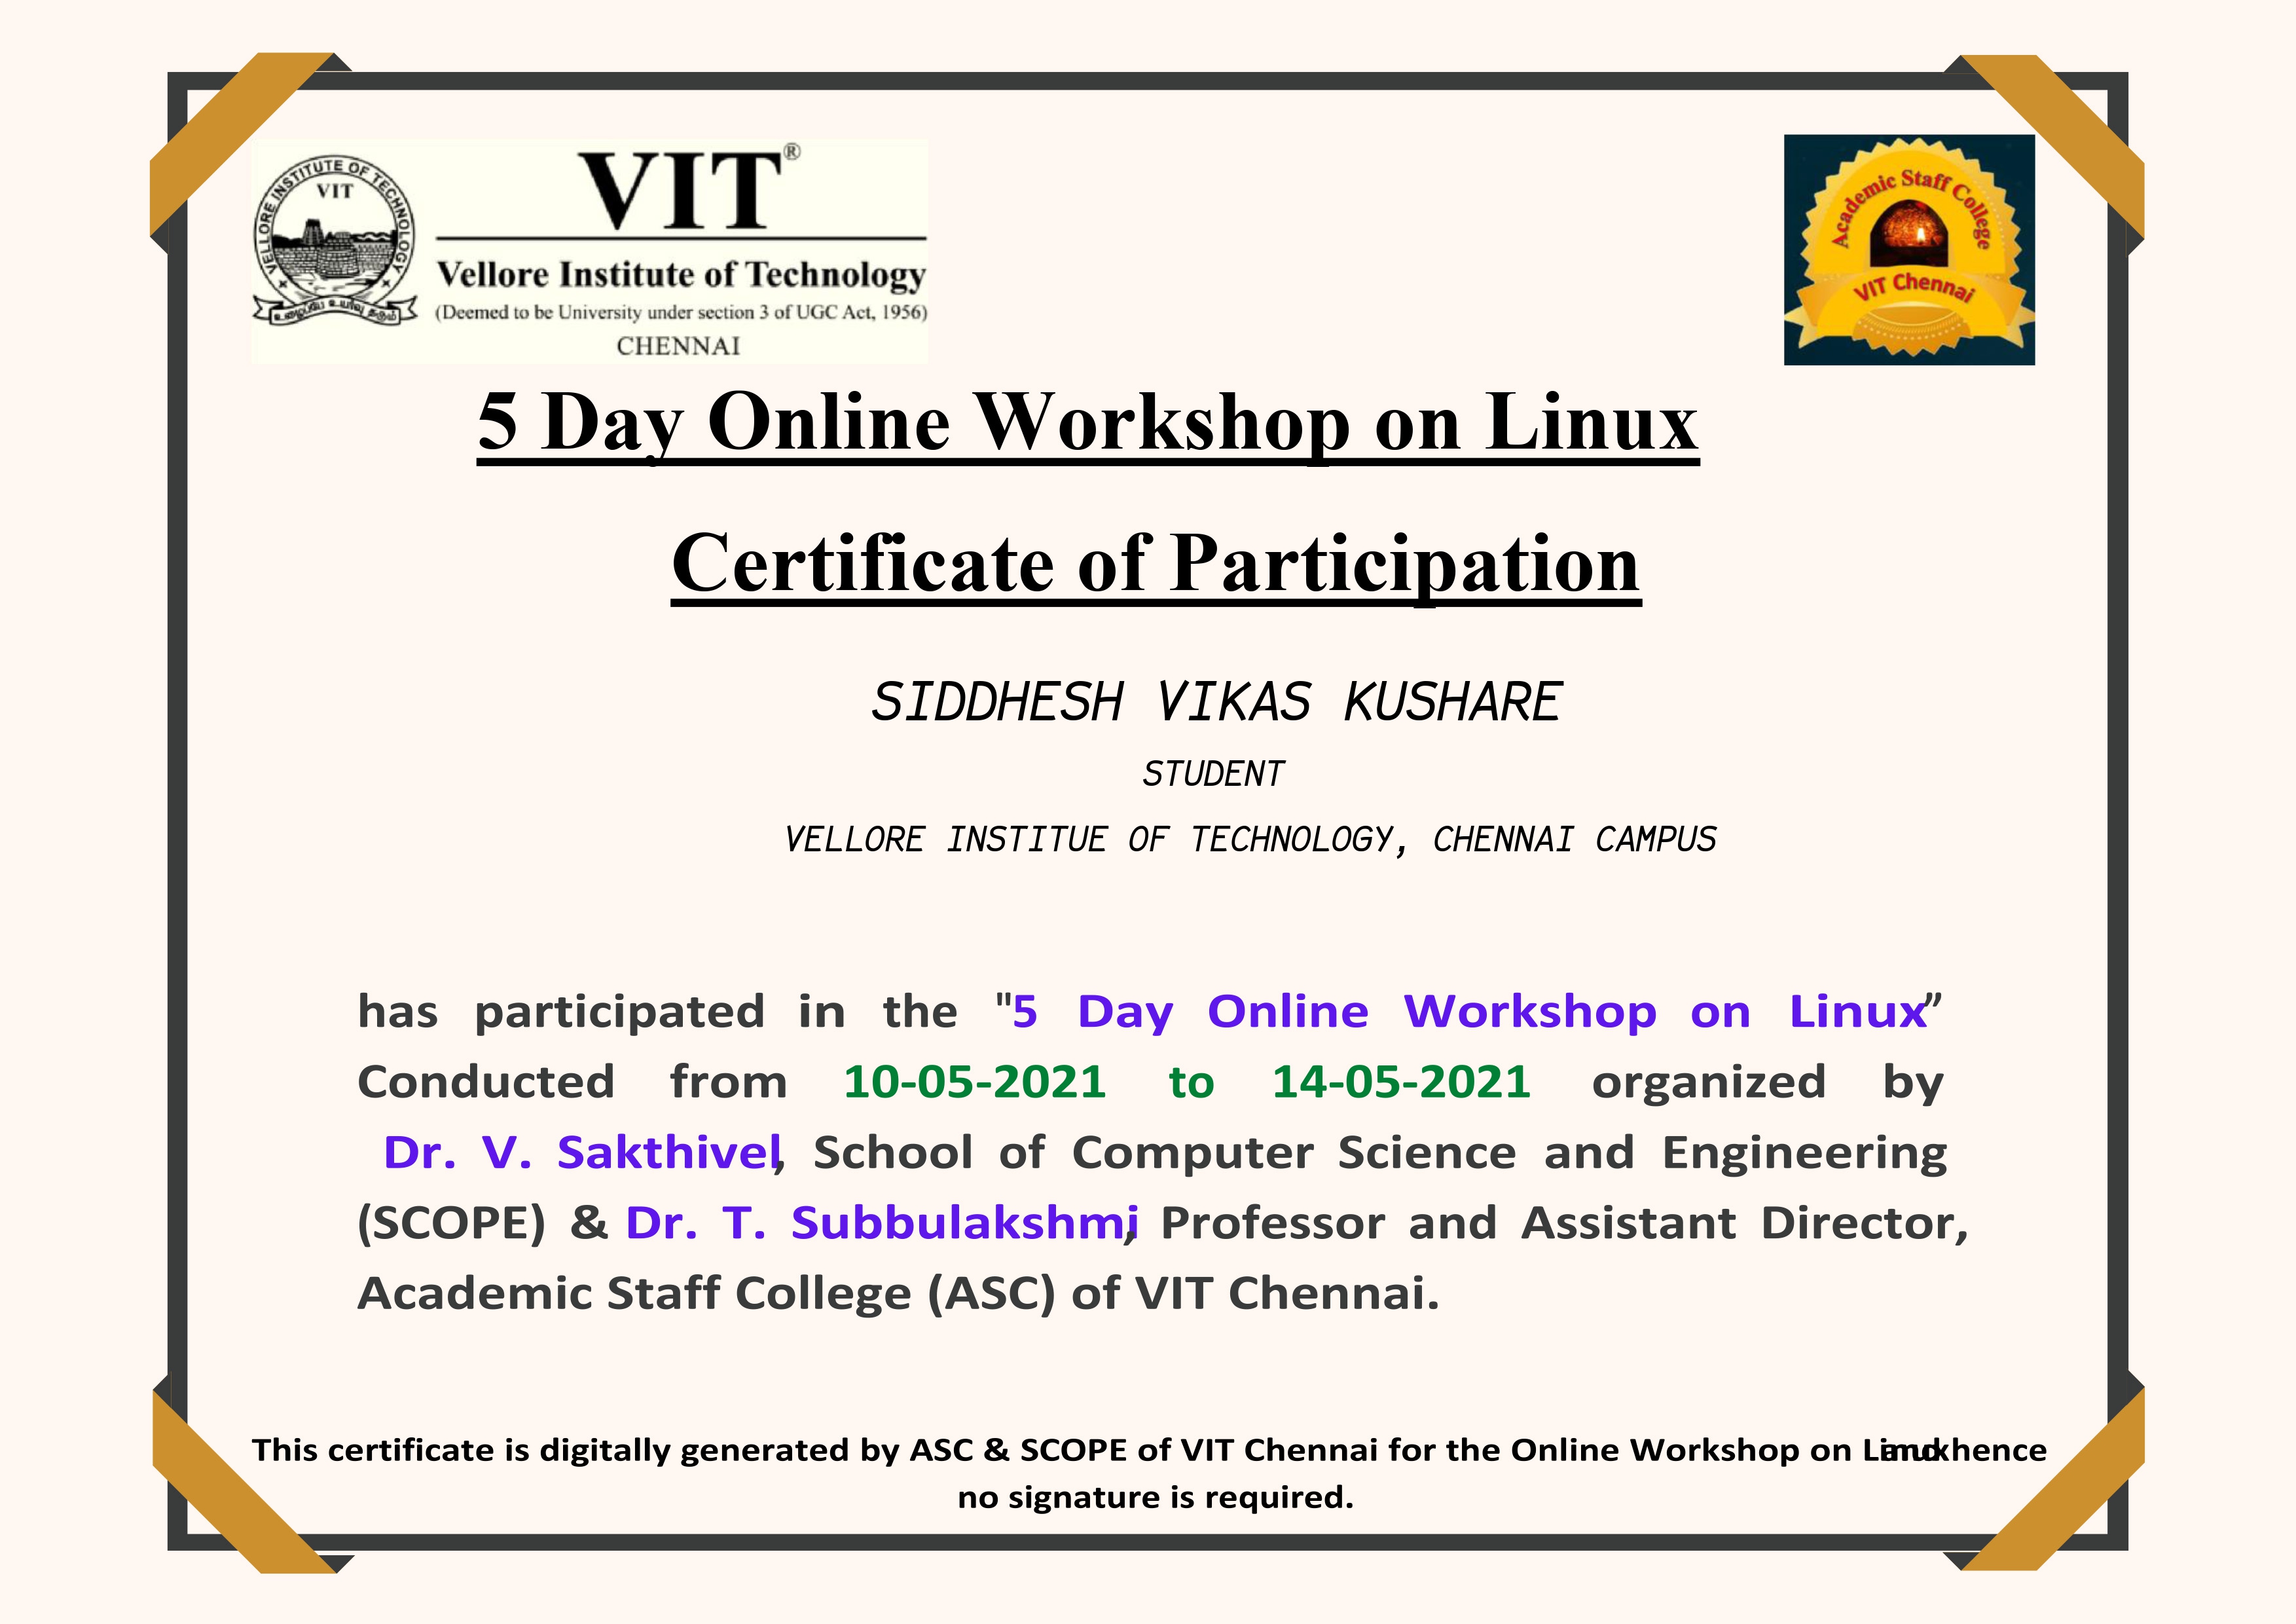 VELLORE INSTITUTE OF TECHNOLOGY
VIT
உழைப்பே உயர்வு தரும்
VIT®
Vellore Institute of Technology
(Deemed to be University under section 3 of UGC Act, 1956)
CHENNAI
Academic Staff College
VIT Chennai
5 Day Online Workshop on Linux
Certificate of Participation
SIDDHESH VIKAS KUSHARE
STUDENT
VELLORE INSTITUE OF TECHNOLOGY, CHENNAI CAMPUS
has participated in the "5 Day Online Workshop on Linux”
Conducted from 10-05-2021 to 14-05-2021 organized by
Dr. V. Sakthivel, School of Computer Science and Engineering
(SCOPE) & Dr. T. Subbulakshmi, Professor and Assistant Director,
Academic Staff College (ASC) of VIT Chennai.
This certificate is digitally generated by ASC & SCOPE of VIT Chennai for the Online Workshop on Linux and hence
no signature is required.